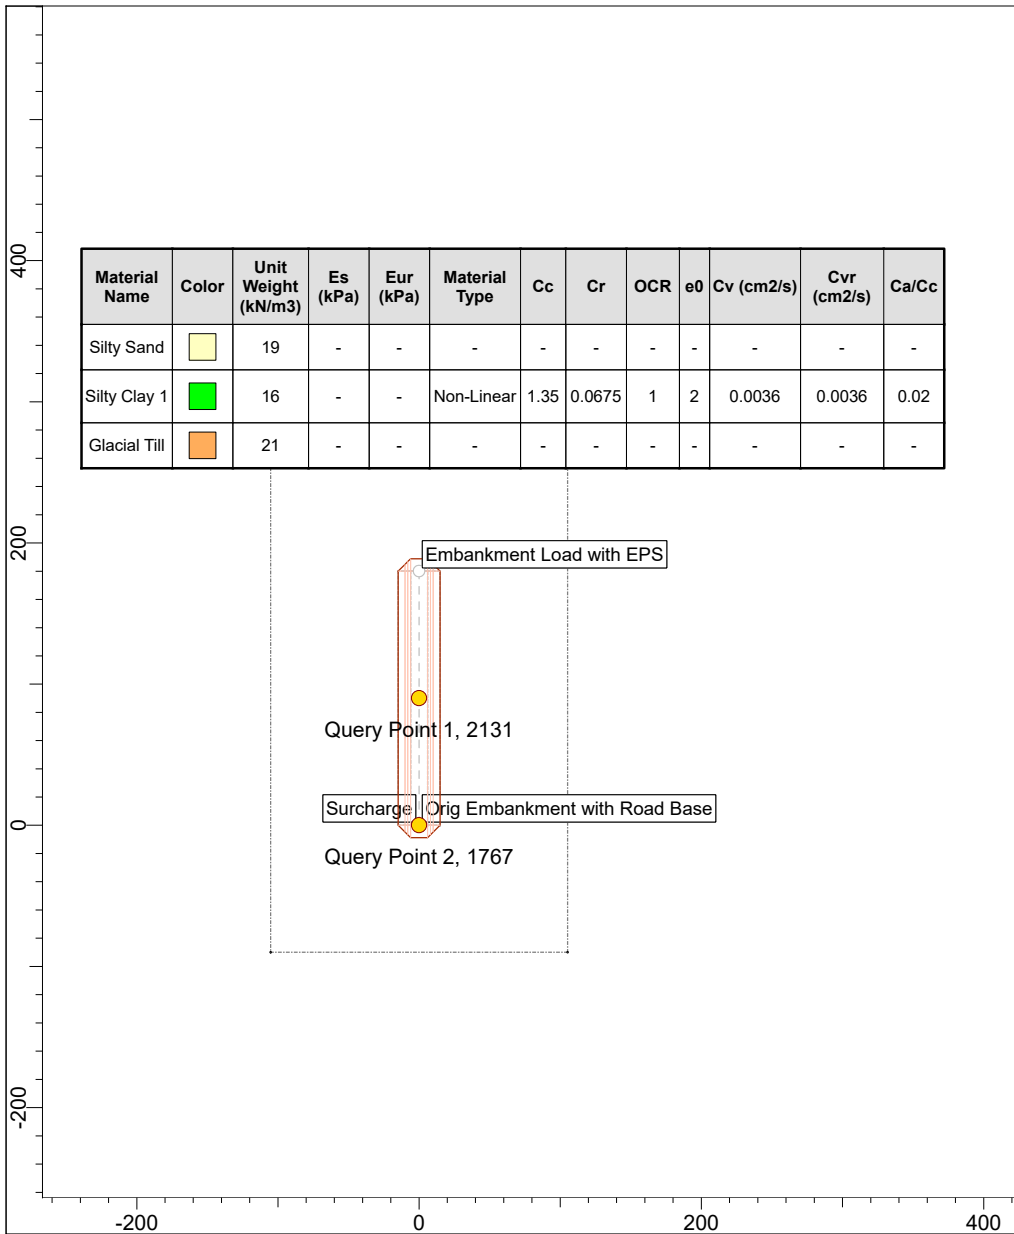 400
200
0
-200
Material Name Color Unit Weight (kN/m3) Es (kPa) Eur (kPa) Material Type Cc Cr OCR e0 Cv (cm2/s) Cvr (cm2/s) Ca/Cc
Silty Sand 19 - - - - - - - - - -
Silty Clay 1 16 - - Non-Linear 1.35 0.0675 1 2 0.0036 0.0036 0.02
Glacial Till 21 - - - - - - - - - -
Embankment Load with EPS
Query Point 1, 2131
Surcharge Orig Embankment with Road Base
Query Point 2, 1767
-200 0 200 400